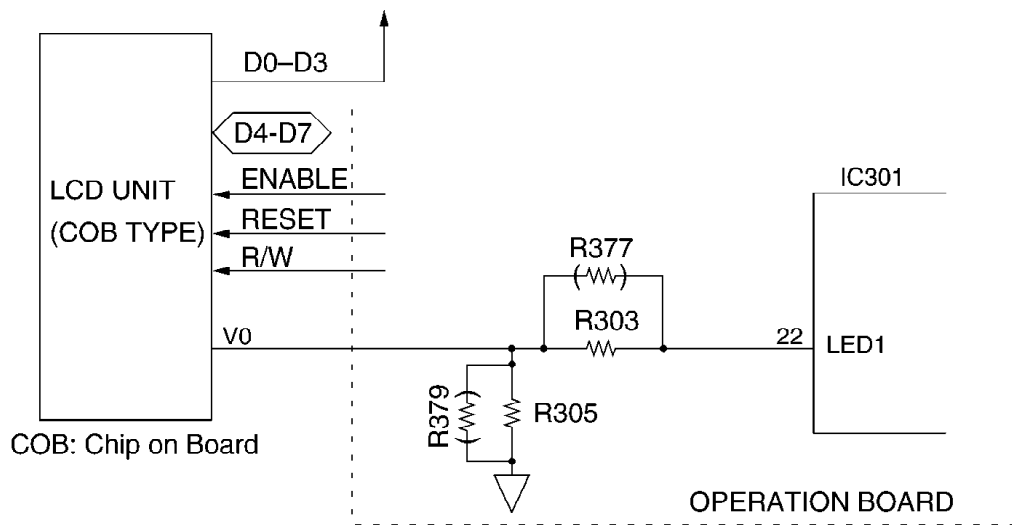 D0–D3
D4-D7
LCD UNIT
(COB TYPE)
ENABLE
RESET
R/W
V0
COB: Chip on Board
R377
R303
R379
R305
IC301
22
LED1
OPERATION BOARD